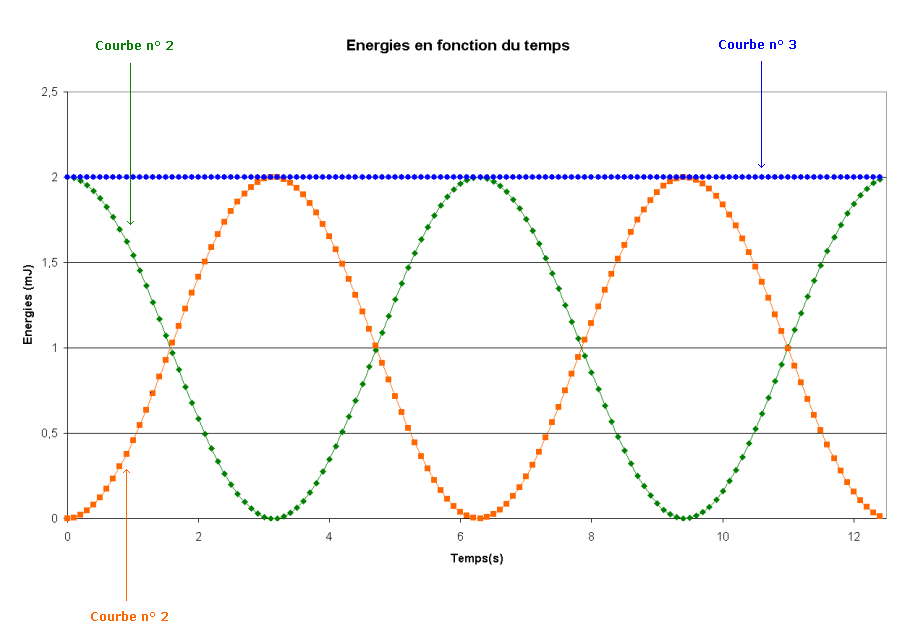 Courbe n° 2
Energies en fonction du temps
Courbe n° 3
2,5
2
1,5
1
0,5
0
Energies (mJ)
0 2 4 6 8 10 12
Temps(s)
Courbe n° 2